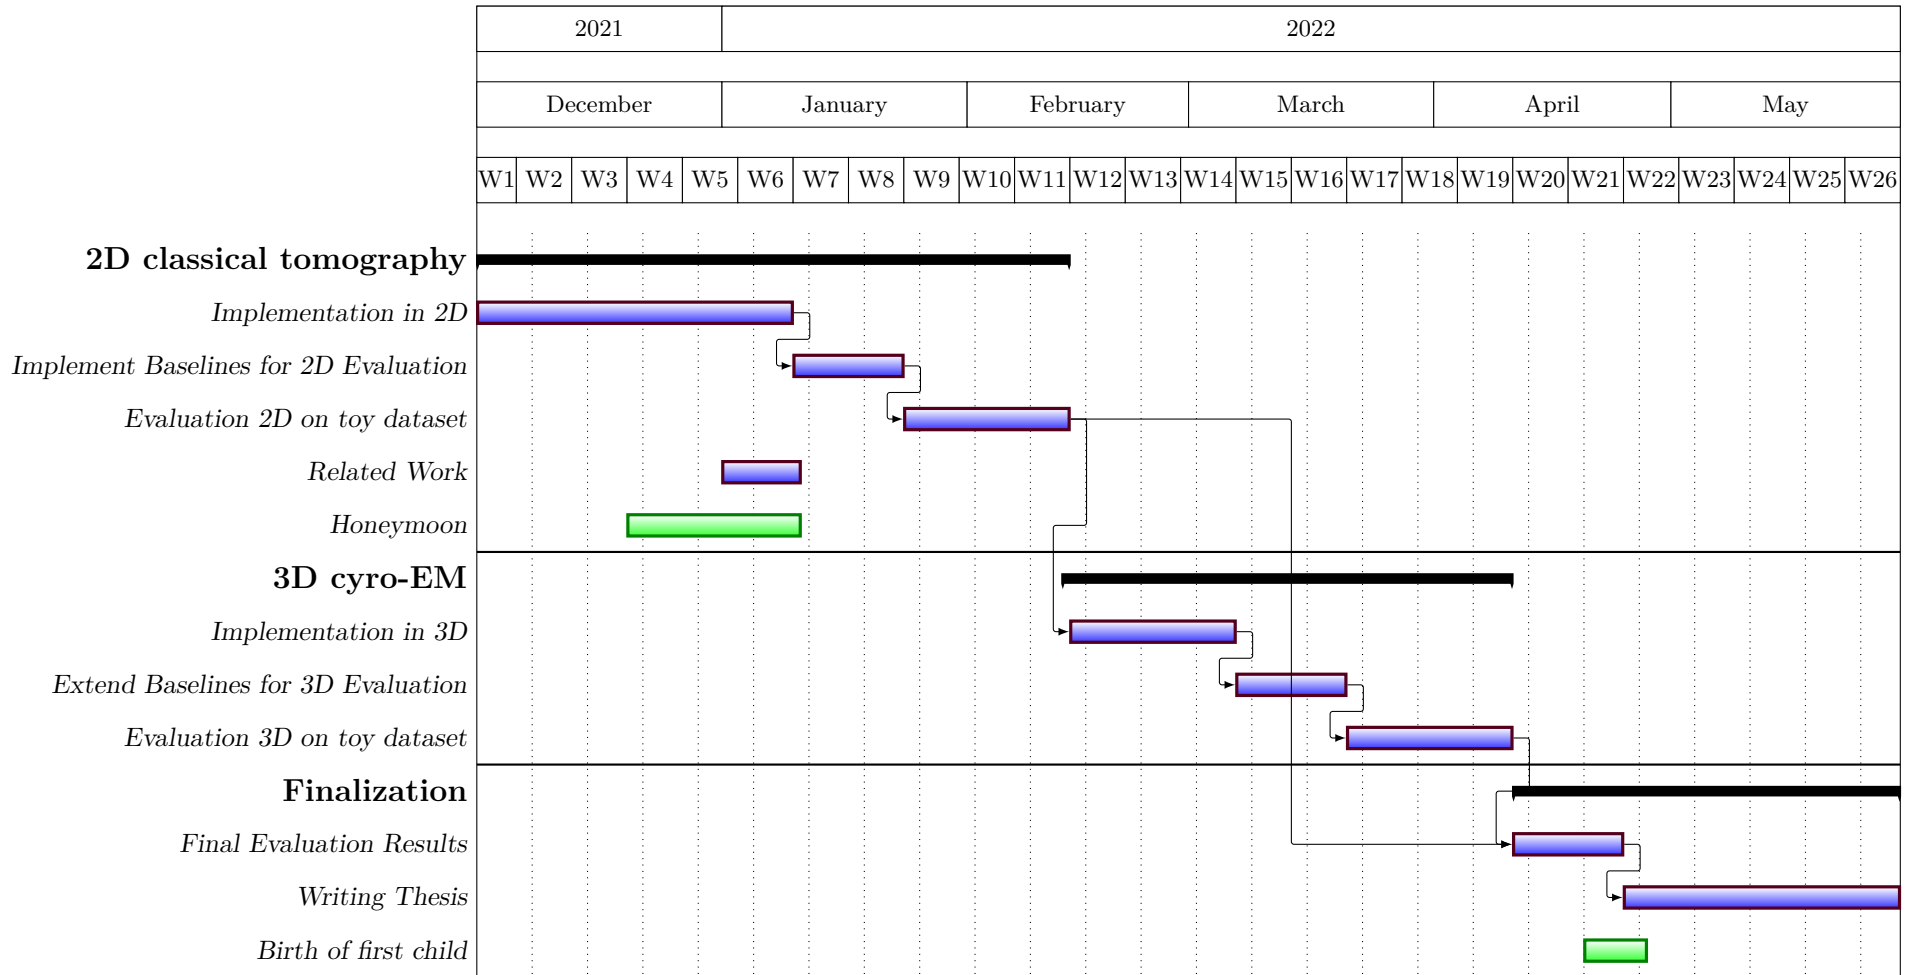 2021 2022
December January February March April May
W1 W2 W3 W4 W5 W6 W7 W8 W9 W10 W11 W12 W13 W14 W15 W16 W17 W18 W19 W20 W21 W22 W23 W24 W25 W26
2D classical tomography
Implementation in 2D
Implement Baselines for 2D Evaluation
Evaluation 2D on toy dataset
Related Work
Honeymoon
3D cyro-EM
Implementation in 3D
Extend Baselines for 3D Evaluation
Evaluation 3D on toy dataset
Finalization
Final Evaluation Results
Writing Thesis
Birth of first child